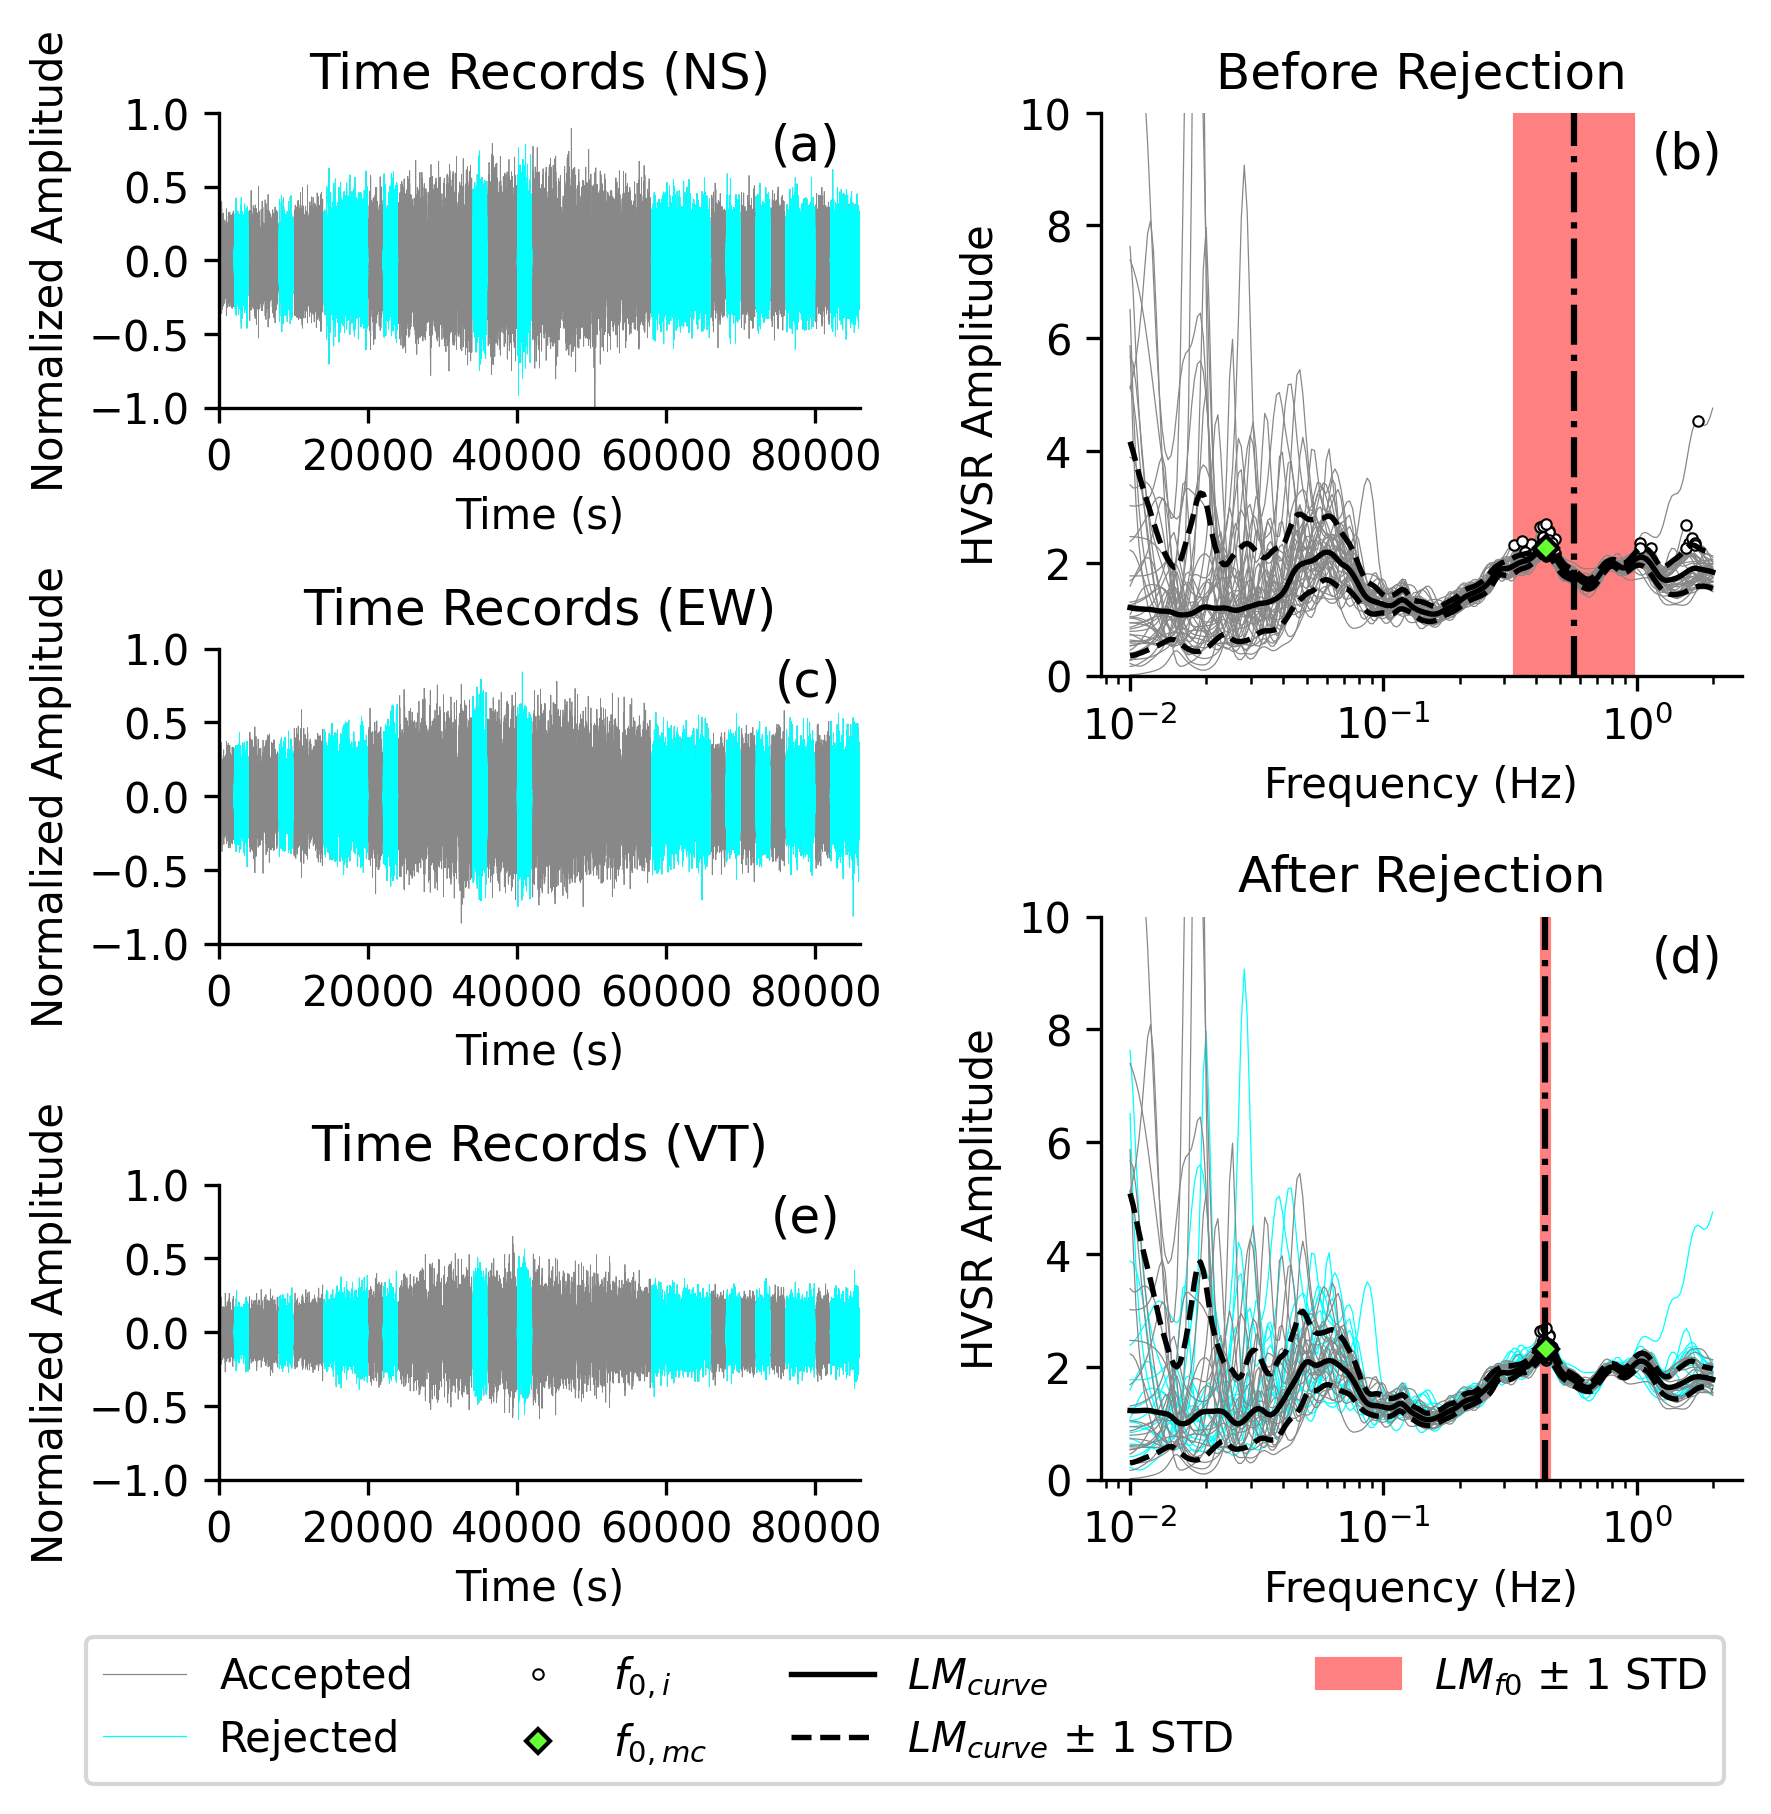 Time Records (NS)
Normalized Amplitude
1.0
0.5
0.0
−0.5
−1.0
(a)
0 20000 40000 60000 80000
Time (s)
Before Rejection
HVSR Amplitude
10
8
6
4
2
0
(b)
10⁻² 10⁻¹ 10⁰
Frequency (Hz)
Time Records (EW)
Normalized Amplitude
1.0
0.5
0.0
−0.5
−1.0
(c)
0 20000 40000 60000 80000
Time (s)
After Rejection
HVSR Amplitude
10
8
6
4
2
0
(d)
10⁻² 10⁻¹ 10⁰
Frequency (Hz)
Time Records (VT)
Normalized Amplitude
1.0
0.5
0.0
−0.5
−1.0
(e)
0 20000 40000 60000 80000
Time (s)
Accepted
Rejected
f0,i
f0,mc
LMcurve
LMcurve ± 1 STD
LMf0 ± 1 STD